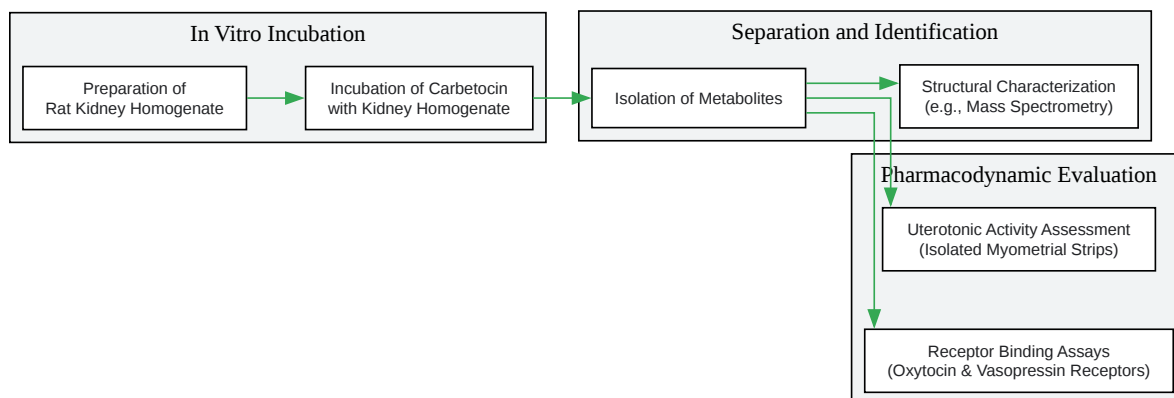 In Vitro Incubation
Preparation of
Rat Kidney Homogenate
Incubation of Carbetocin
with Kidney Homogenate
Separation and Identification
Isolation of Metabolites
Structural Characterization
(e.g., Mass Spectrometry)
Pharmacodynamic Evaluation
Uterotonic Activity Assessment
(Isolated Myometrial Strips)
Receptor Binding Assays
(Oxytocin & Vasopressin Receptors)